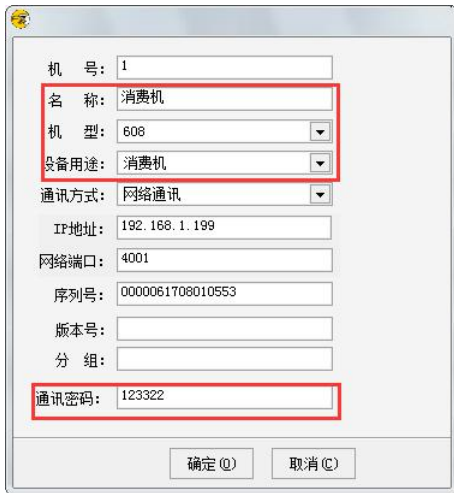 机 号: 1
名 称: 消费机
机 型: 608
设备用途: 消费机
通讯方式: 网络通讯
IP地址: 192.168.1.199
网络端口: 4001
序列号: 0000061708010553
版本号:
分 组:
通讯密码: 123322
确定(O) 取消(C)